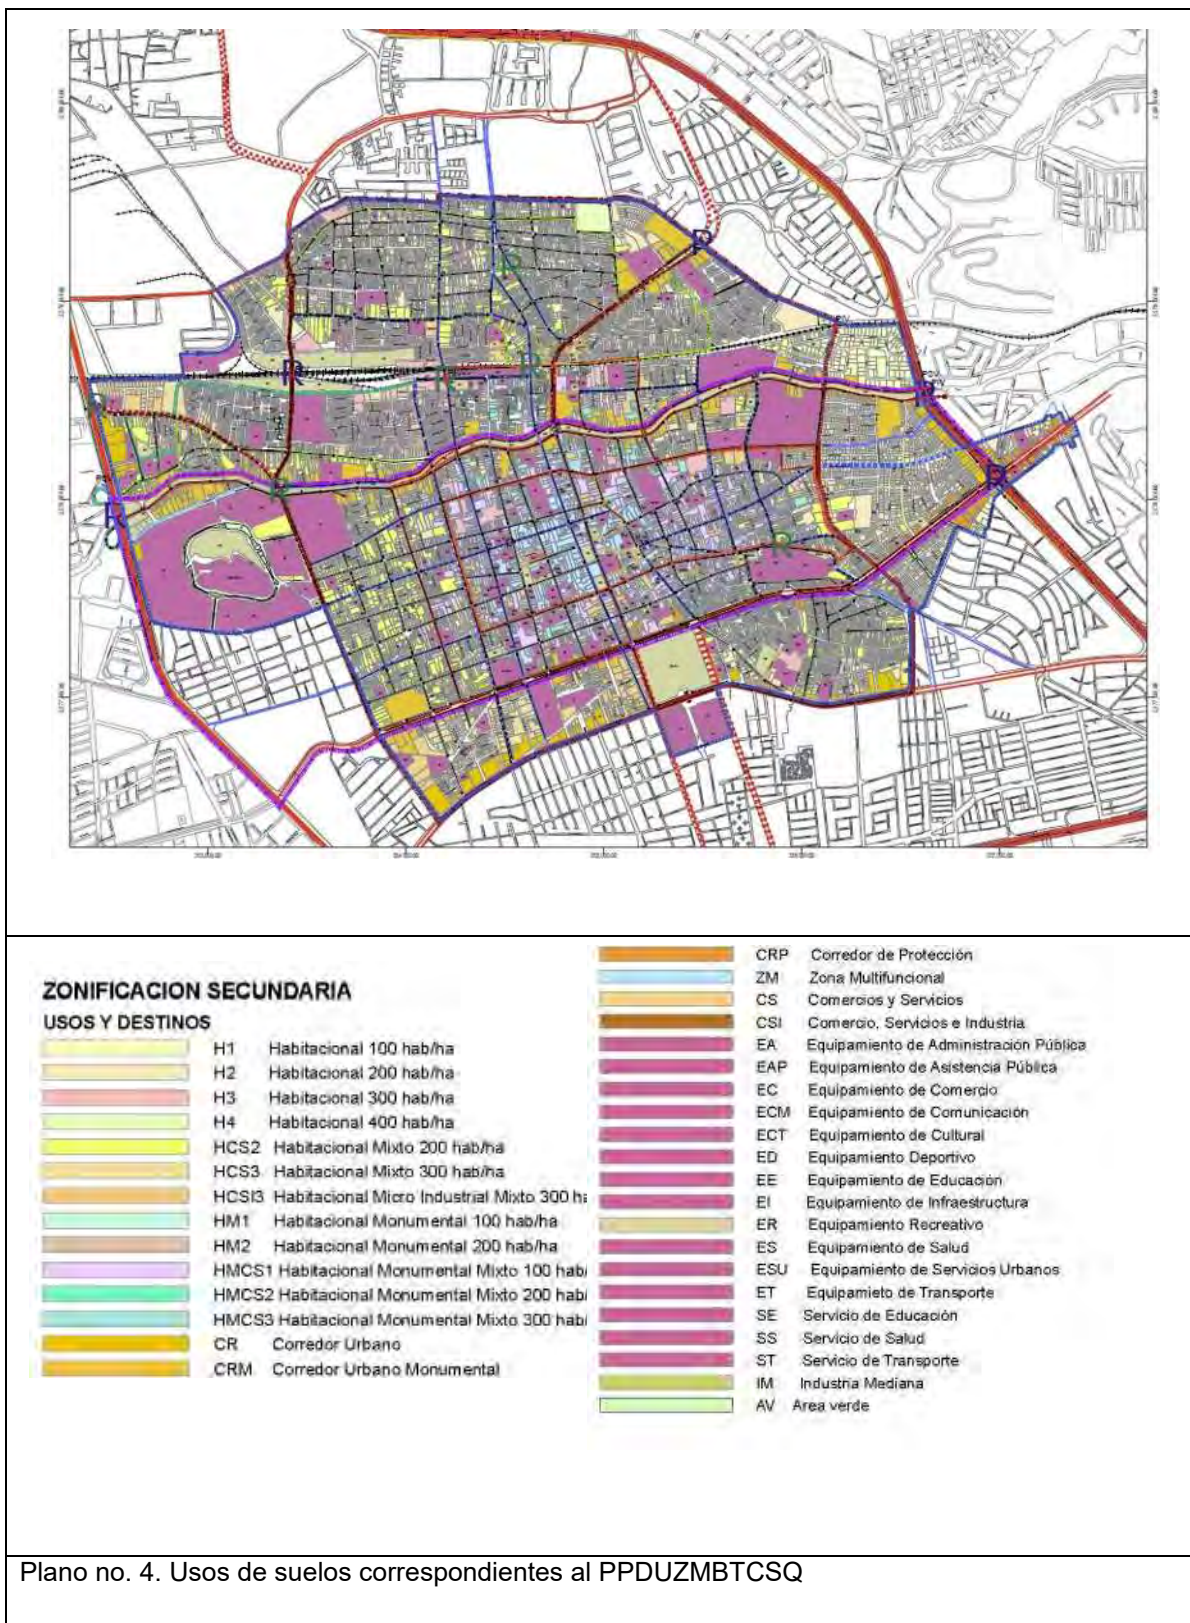 ZONIFICACION SECUNDARIA
USOS Y DESTINOS
H1 Habitacional 100 hab/ha
H2 Habitacional 200 hab/ha
H3 Habitacional 300 hab/ha
H4 Habitacional 400 hab/ha
HCS2 Habitacional Mixto 200 hab/ha
HCS3 Habitacional Mixto 300 hab/ha
HCSI3 Habitacional Micro Industrial Mixto 300 ha
HM1 Habitacional Monumental 100 hab/ha
HM2 Habitacional Monumental 200 hab/ha
HMCS1 Habitacional Monumental Mixto 100 hab/
HMCS2 Habitacional Monumental Mixto 200 hab/
HMCS3 Habitacional Monumental Mixto 300 hab/
CR Corredor Urbano
CRM Corredor Urbano Monumental
CRP Corredor de Protección
ZM Zona Multifuncional
CS Comercios y Servicios
CSI Comercio, Servicios e Industria
EA Equipamiento de Administración Pública
EAP Equipamiento de Asistencia Pública
EC Equipamiento de Comercio
ECM Equipamiento de Comunicación
ECT Equipamiento de Cultural
ED Equipamiento Deportivo
EE Equipamiento de Educación
EI Equipamiento de Infraestructura
ER Equipamiento Recreativo
ES Equipamiento de Salud
ESU Equipamiento de Servicios Urbanos
ET Equipamieto de Transporte
SE Servicio de Educación
SS Servicio de Salud
ST Servicio de Transporte
IM Industria Mediana
AV Area verde
Plano no. 4. Usos de suelos correspondientes al PPDUZMBTCSQ